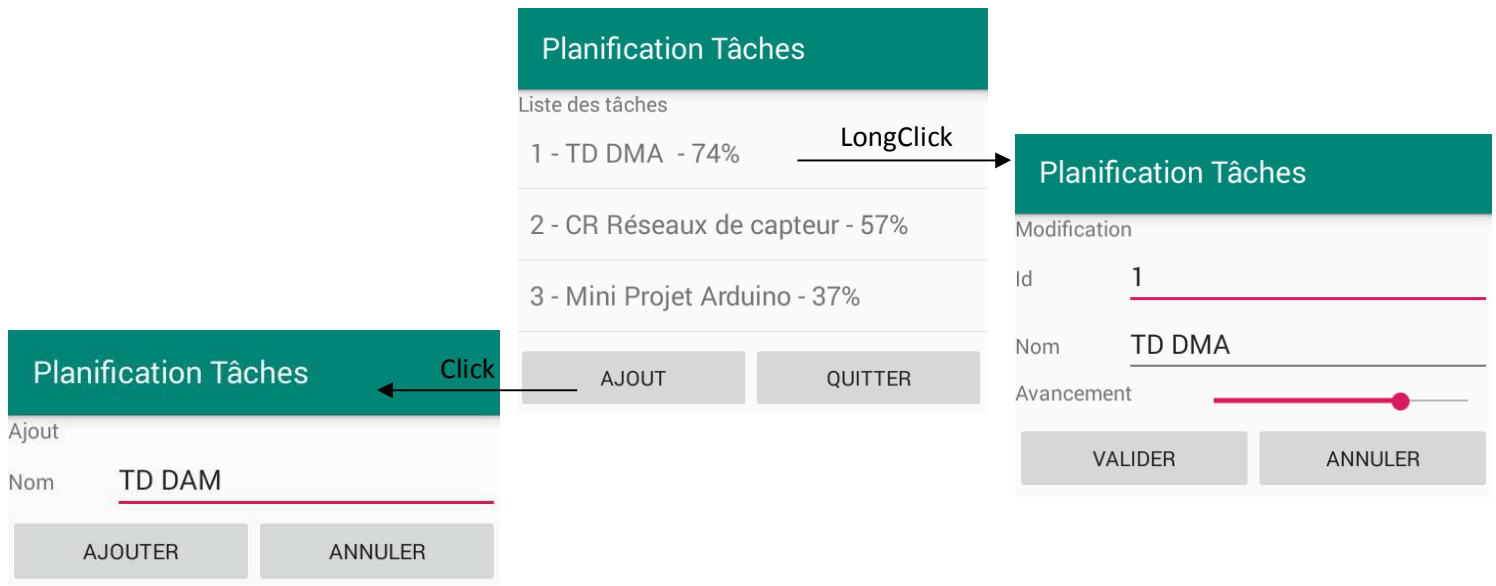 Planification Tâches
Liste des tâches
1 - TD DMA  - 74%
LongClick
2 - CR Réseaux de capteur - 57%
3 - Mini Projet Arduino - 37%
AJOUT QUITTER
Click
Planification Tâches
Modification
Id 1
Nom TD DMA
Avancement
VALIDER ANNULER
Planification Tâches
Ajout
Nom TD DAM
AJOUTER ANNULER